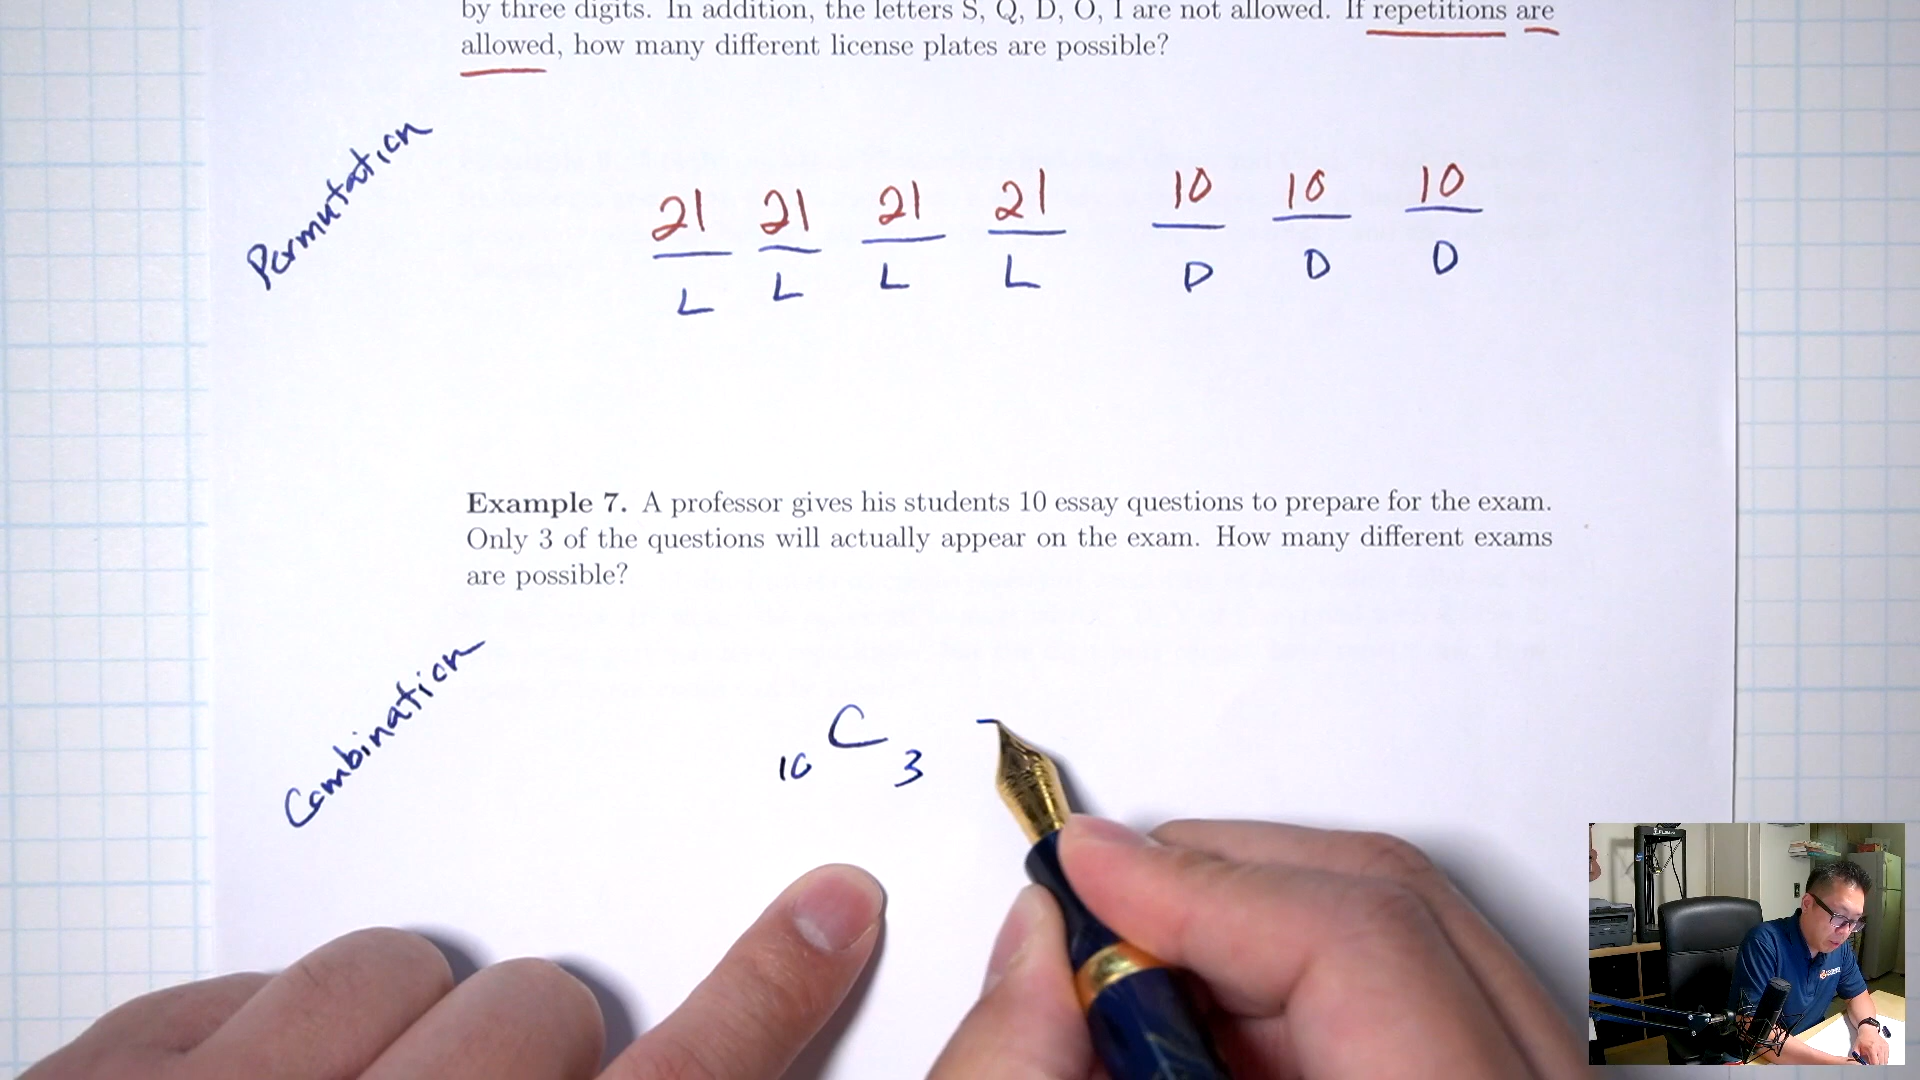 by three digits. In addition, the letters S, Q, D, O, I are not allowed. If repetitions are
allowed, how many different license plates are possible?
Permutation
21 21 21 21 10 10 10
L L L L D D D
Example 7. A professor gives his students 10 essay questions to prepare for the exam.
Only 3 of the questions will actually appear on the exam. How many different exams
are possible?
Combination
10 C 3